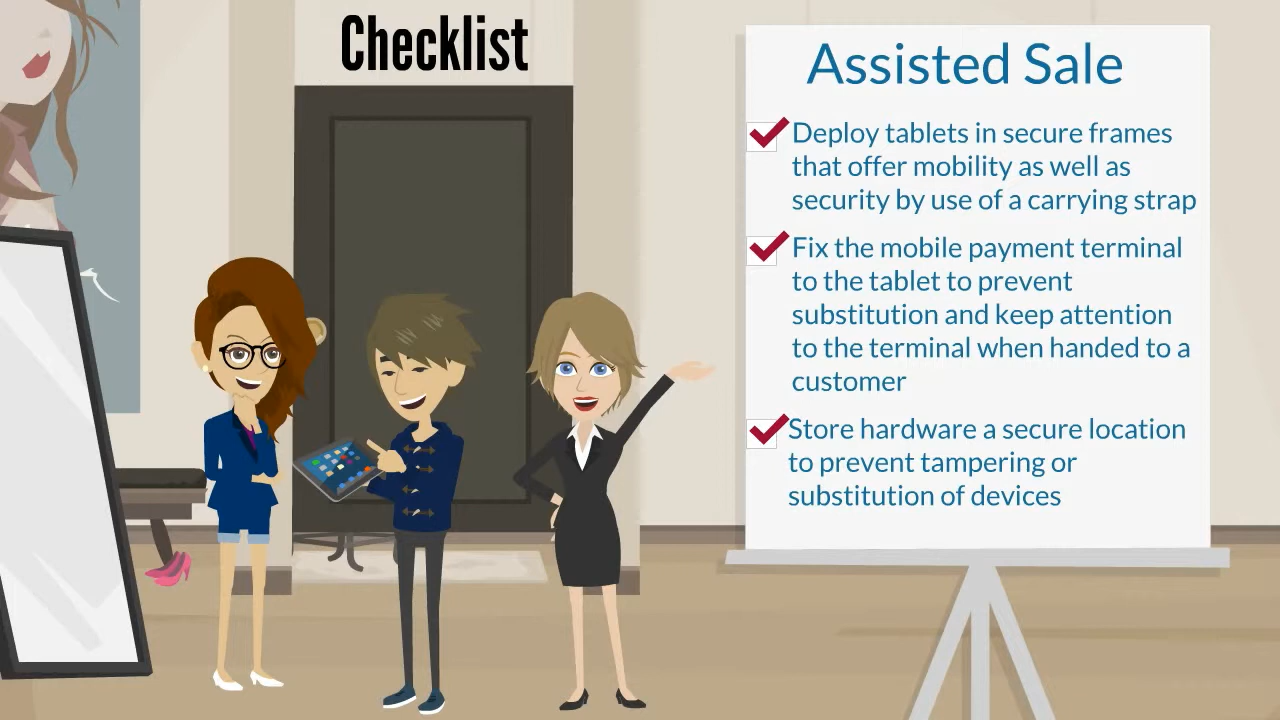 Checklist
Assisted Sale
Deploy tablets in secure frames
that offer mobility as well as
security by use of a carrying strap
Fix the mobile payment terminal
to the tablet to prevent
substitution and keep attention
to the terminal when handed to a
customer
Store hardware a secure location
to prevent tampering or
substitution of devices